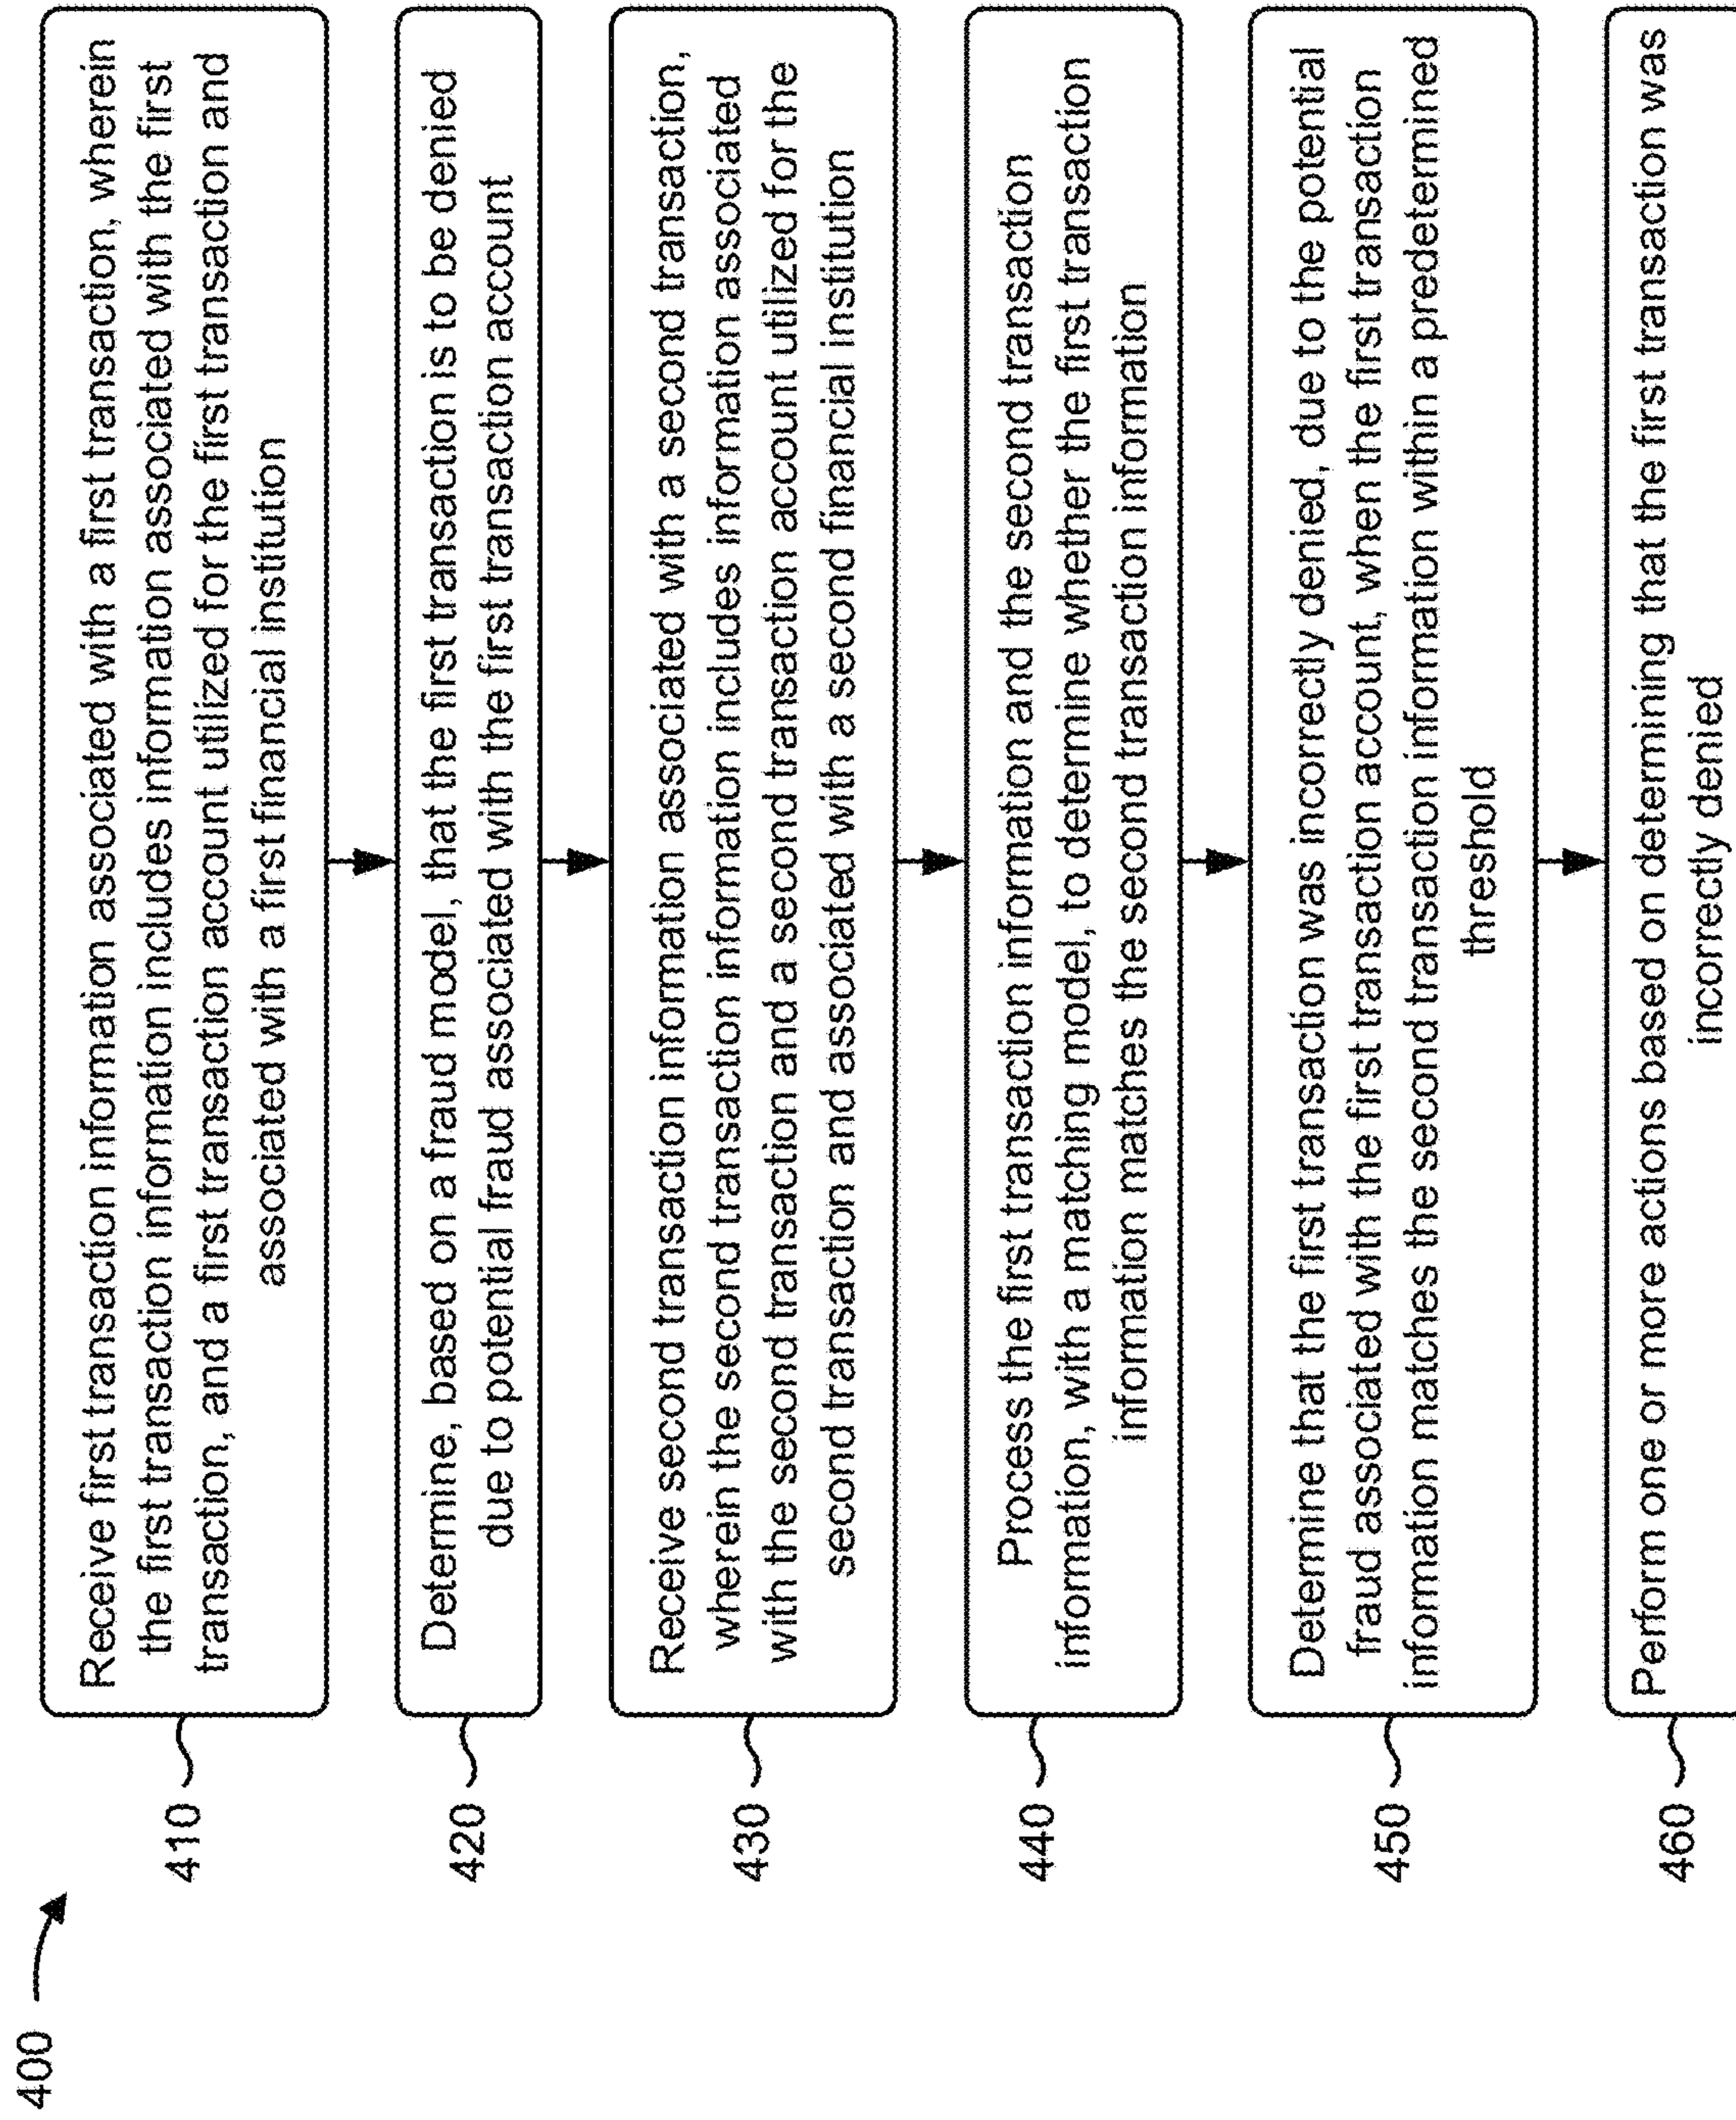 400
410
Receive first transaction information associated with a first transaction, wherein
the first transaction information includes information associated with the first
transaction, and a first transaction account utilized for the first transaction and
associated with a first financial institution
420
Determine, based on a fraud model, that the first transaction is to be denied
due to potential fraud associated with the first transaction account
430
Receive second transaction information associated with a second transaction,
wherein the second transaction information includes information associated
with the second transaction and a second transaction account utilized for the
second transaction and associated with a second financial institution
440
Process the first transaction information and the second transaction
information, with a matching model, to determine whether the first transaction
information matches the second transaction information
450
Determine that the first transaction was incorrectly denied, due to the potential
fraud associated with the first transaction account, when the first transaction
information matches the second transaction information within a predetermined
threshold
460
Perform one or more actions based on determining that the first transaction was
incorrectly denied